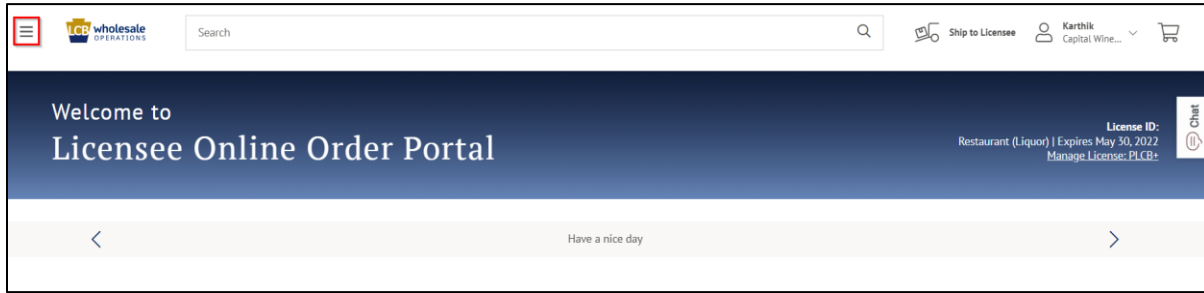 LCB wholesale
OPERATIONS
Search
Ship to Licensee
Karthik
Capital Wine...
Welcome to
Licensee Online Order Portal
License ID:
Restaurant (Liquor) | Expires May 30, 2022
Manage License: PLCB+
Chat
Have a nice day